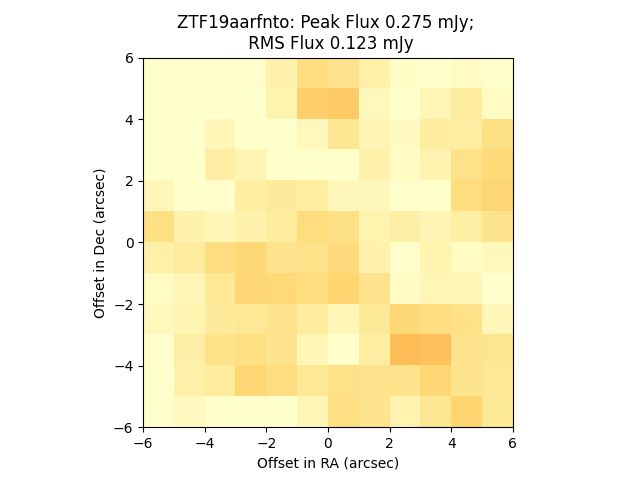 ZTF19aarfnto: Peak Flux 0.275 mJy;
RMS Flux 0.123 mJy
6
4
2
0
−2
−4
−6
Offset in Dec (arcsec)
−6 −4 −2 0 2 4 6
Offset in RA (arcsec)